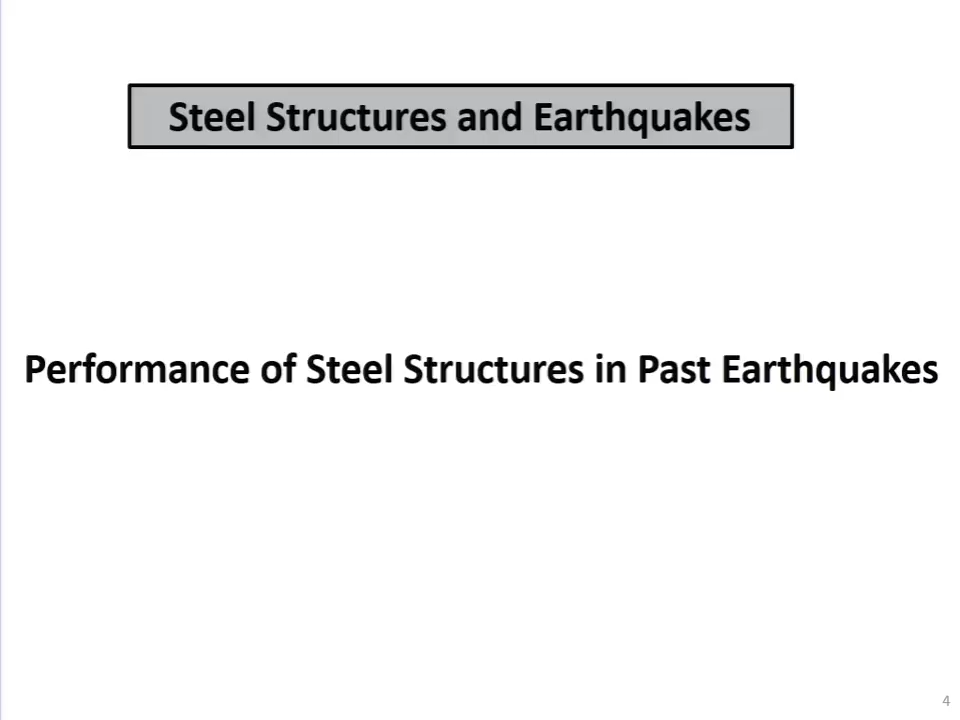 Steel Structures and Earthquakes
Performance of Steel Structures in Past Earthquakes
4